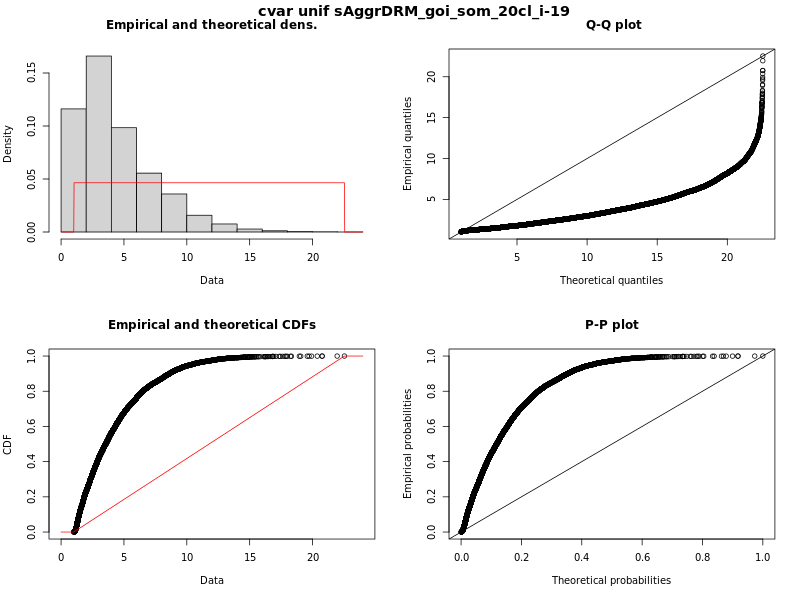 cvar unif sAggrDRM_goi_som_20cl_i-19
Empirical and theoretical dens.
Density
0.00 0.05 0.10 0.15
0 5 10 15 20
Data
Q-Q plot
Empirical quantiles
5 10 15 20
5 10 15 20
Theoretical quantiles
Empirical and theoretical CDFs
CDF
0.0 0.2 0.4 0.6 0.8 1.0
0 5 10 15 20
Data
P-P plot
Empirical probabilities
0.0 0.2 0.4 0.6 0.8 1.0
0.0 0.2 0.4 0.6 0.8 1.0
Theoretical probabilities